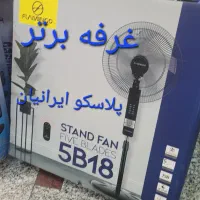 غرفه برتر
پلاسکو ایرانیان
STAND FAN
FIVE BLADES
5B18